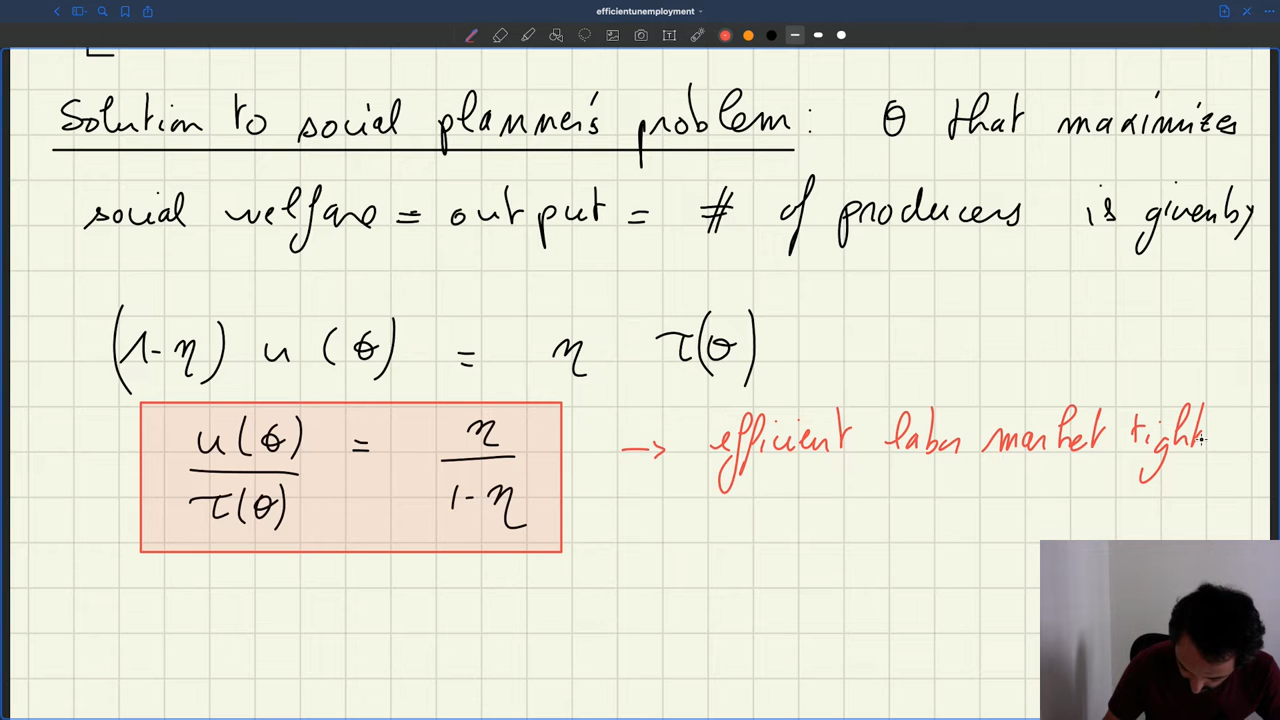 efficientunemployment
Solution to social planner's problem : θ that maximizes
social welfare = output = # of producers is given by
(1-η) u(θ) = η τ(θ)
u(θ)/τ(θ) = η/1-η → efficient labor market tight